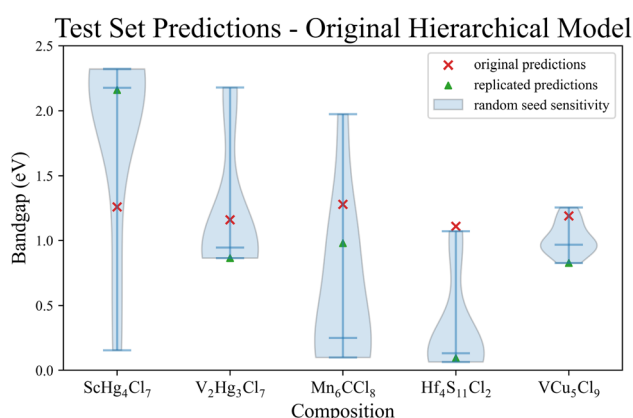 Test Set Predictions - Original Hierarchical Model
2.5
2.0
1.5
1.0
0.5
0.0
Bandgap (eV)
original predictions
replicated predictions
random seed sensitivity
ScHg₄Cl₇
V₂Hg₃Cl₇
Mn₆CCl₈
Hf₄S₁₁Cl₂
VCu₅Cl₉
Composition